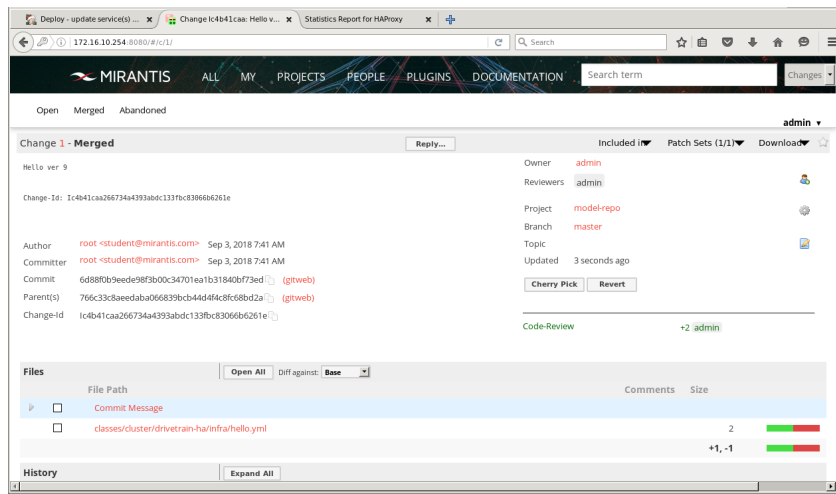 Deploy - update service(s) ... × Change Ic4b41caa: Hello v... × Statistics Report for HAProxy ×
172.16.10.254:8080/#/c/1/ Search
MIRANTIS ALL MY PROJECTS PEOPLE PLUGINS DOCUMENTATION Search term Changes
Open Merged Abandoned
admin
Change 1 - Merged Reply... Included in Patch Sets (1/1) Download
Hello ver 9
Change-Id: Ic4b41caa266734a4393abdc133fbc83066b6261e
Owner admin
Reviewers admin
Project model-repo
Branch master
Topic
Updated 3 seconds ago
Cherry Pick Revert
Code-Review +2 admin
Author root <student@mirantis.com> Sep 3, 2018 7:41 AM
Committer root <student@mirantis.com> Sep 3, 2018 7:41 AM
Commit 6d88f0b9eede98f3b00c34701ea1b31840bf73ed (gitweb)
Parent(s) 766c33c8aeedaba066839bcb44d4f4c8fc68bd2a (gitweb)
Change-Id Ic4b41caa266734a4393abdc133fbc83066b6261e
Files Open All Diff against: Base
File Path Comments Size
Commit Message
classes/cluster/drivetrain-ha/infra/hello.yml 2
+1, -1
History Expand All